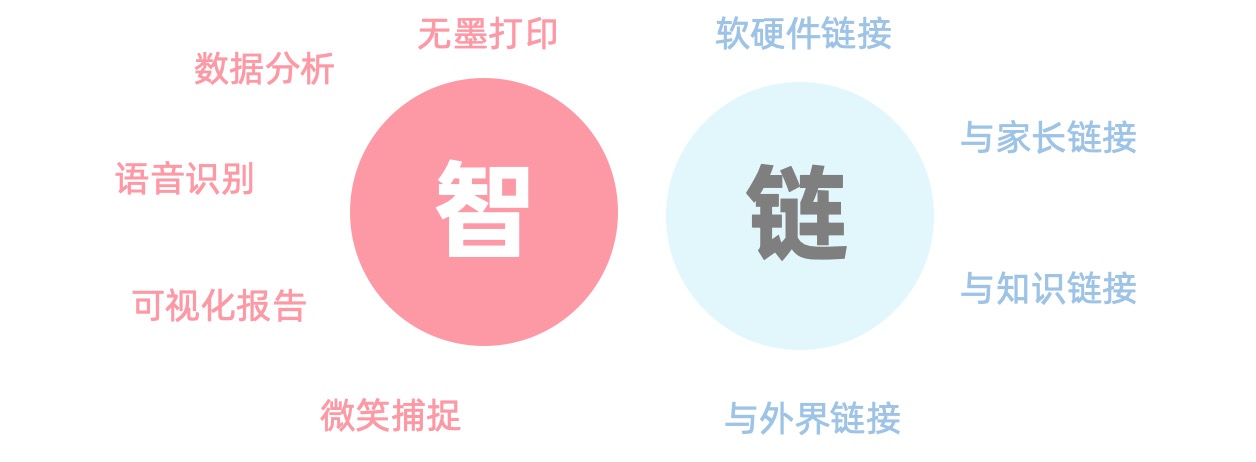 无墨打印
数据分析
语音识别
可视化报告
微笑捕捉
智
软硬件链接
与家长链接
与知识链接
与外界链接
链